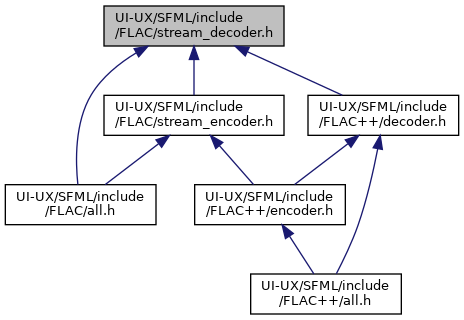 UI-UX/SFML/include
/FLAC/stream_decoder.h
UI-UX/SFML/include
/FLAC/stream_encoder.h
UI-UX/SFML/include
/FLAC++/decoder.h
UI-UX/SFML/include
/FLAC/all.h
UI-UX/SFML/include
/FLAC++/encoder.h
UI-UX/SFML/include
/FLAC++/all.h